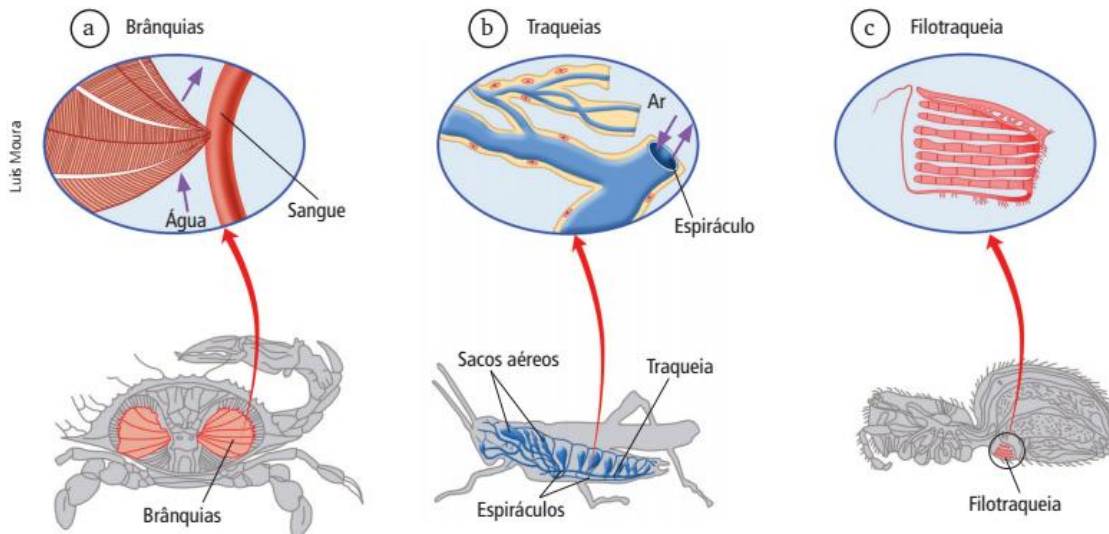 a Brânquias
Água
Sangue
Brânquias
b Traqueias
Ar
Espiráculo
Sacos aéreos
Traqueia
Espiráculos
c Filotraqueia
Filotraqueia
Luis Moura